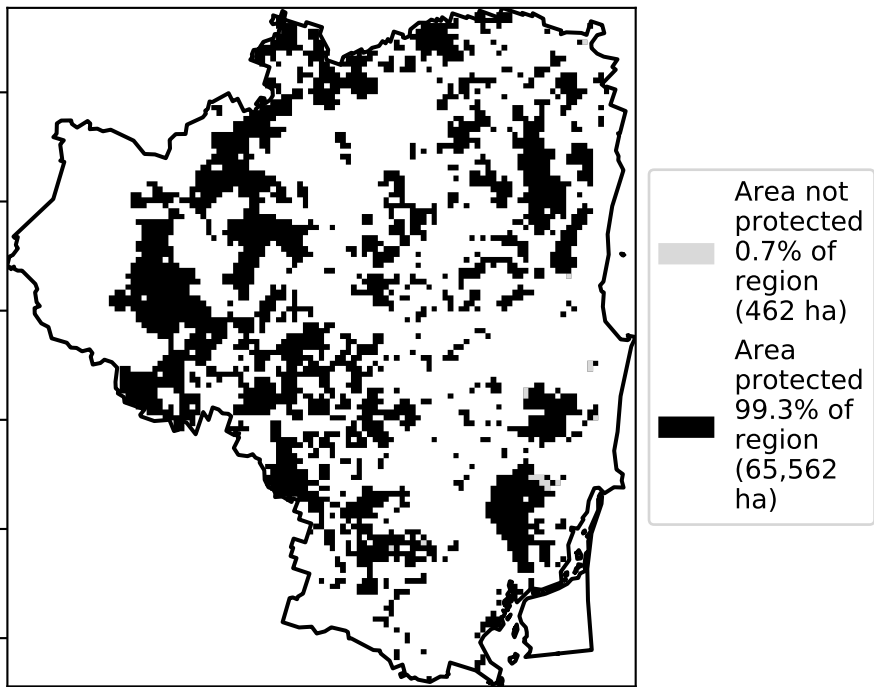 Area not
protected
0.7% of
region
(462 ha)
Area
protected
99.3% of
region
(65,562
ha)